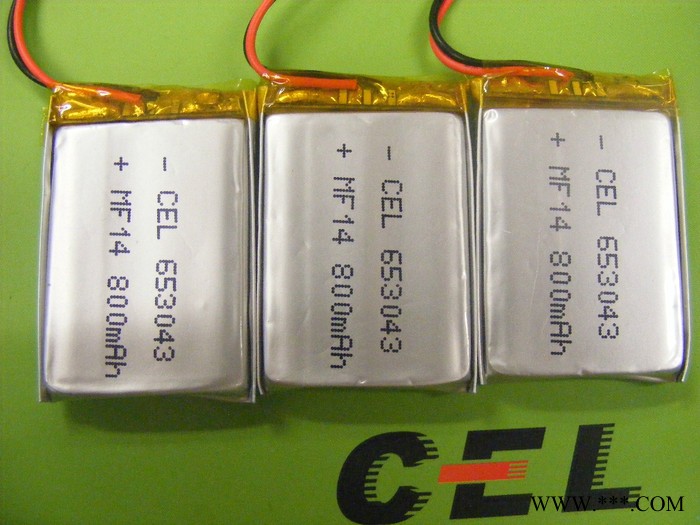 - CEL 653043
+ MF14 800mAh
- CEL 653043
+ MF14 800mAh
- CEL 653043
+ MF14 800mAh
CEL
WWW.***.COM